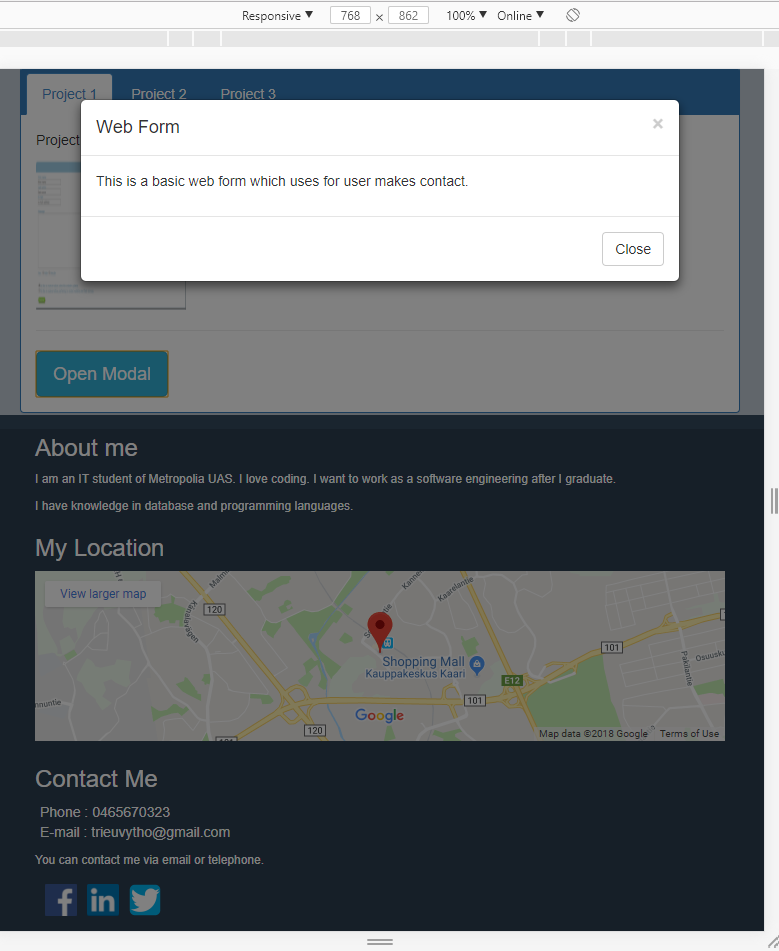 Responsive ▼ 768 x 862 100% ▼ Online ▼
Project 1 Project 2 Project 3
Project
Web Form ×
This is a basic web form which uses for user makes contact.
Close
Open Modal
About me
I am an IT student of Metropolia UAS. I love coding. I want to work as a software engineering after I graduate.
I have knowledge in database and programming languages.
My Location
View larger map
120
Kaarelantie
101
Shopping Mall
Kauppakeskus Kaari
E12
101
Pakilantie
Google
120
101
Map data ©2018 Google Terms of Use
Contact Me
Phone : 0465670323
E-mail : trieuvytho@gmail.com
You can contact me via email or telephone.
f in